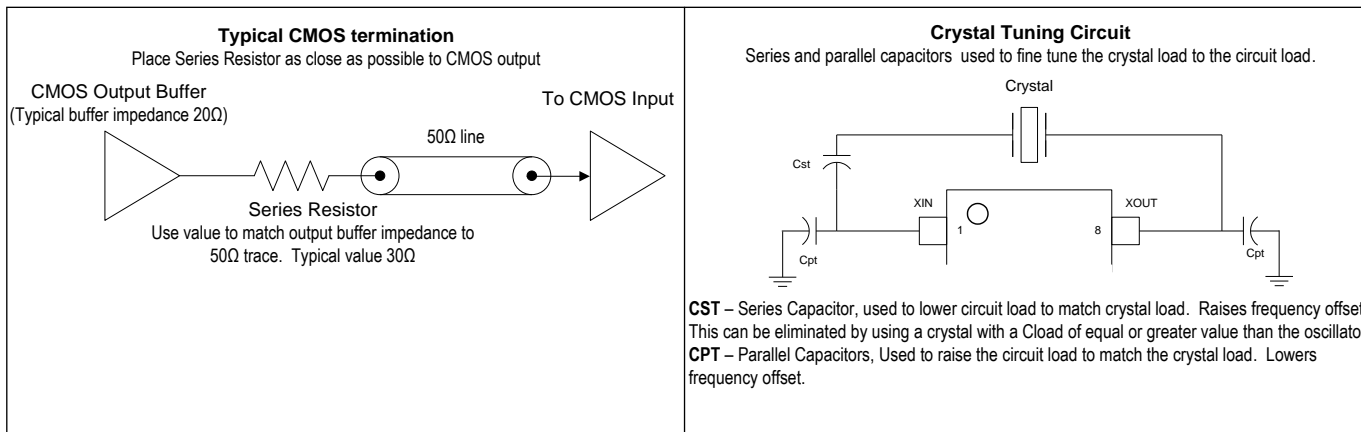 Typical CMOS termination
Place Series Resistor as close as possible to CMOS output
CMOS Output Buffer
(Typical buffer impedance 20Ω)
To CMOS Input
50Ω line
Series Resistor
Use value to match output buffer impedance to
50Ω trace. Typical value 30Ω
Crystal Tuning Circuit
Series and parallel capacitors used to fine tune the crystal load to the circuit load.
Crystal
Cst
XIN
XOUT
1
8
Cpt
Cpt
CST – Series Capacitor, used to lower circuit load to match crystal load. Raises frequency offset
This can be eliminated by using a crystal with a Cload of equal or greater value than the oscillato
CPT – Parallel Capacitors, Used to raise the circuit load to match the crystal load. Lowers
frequency offset.